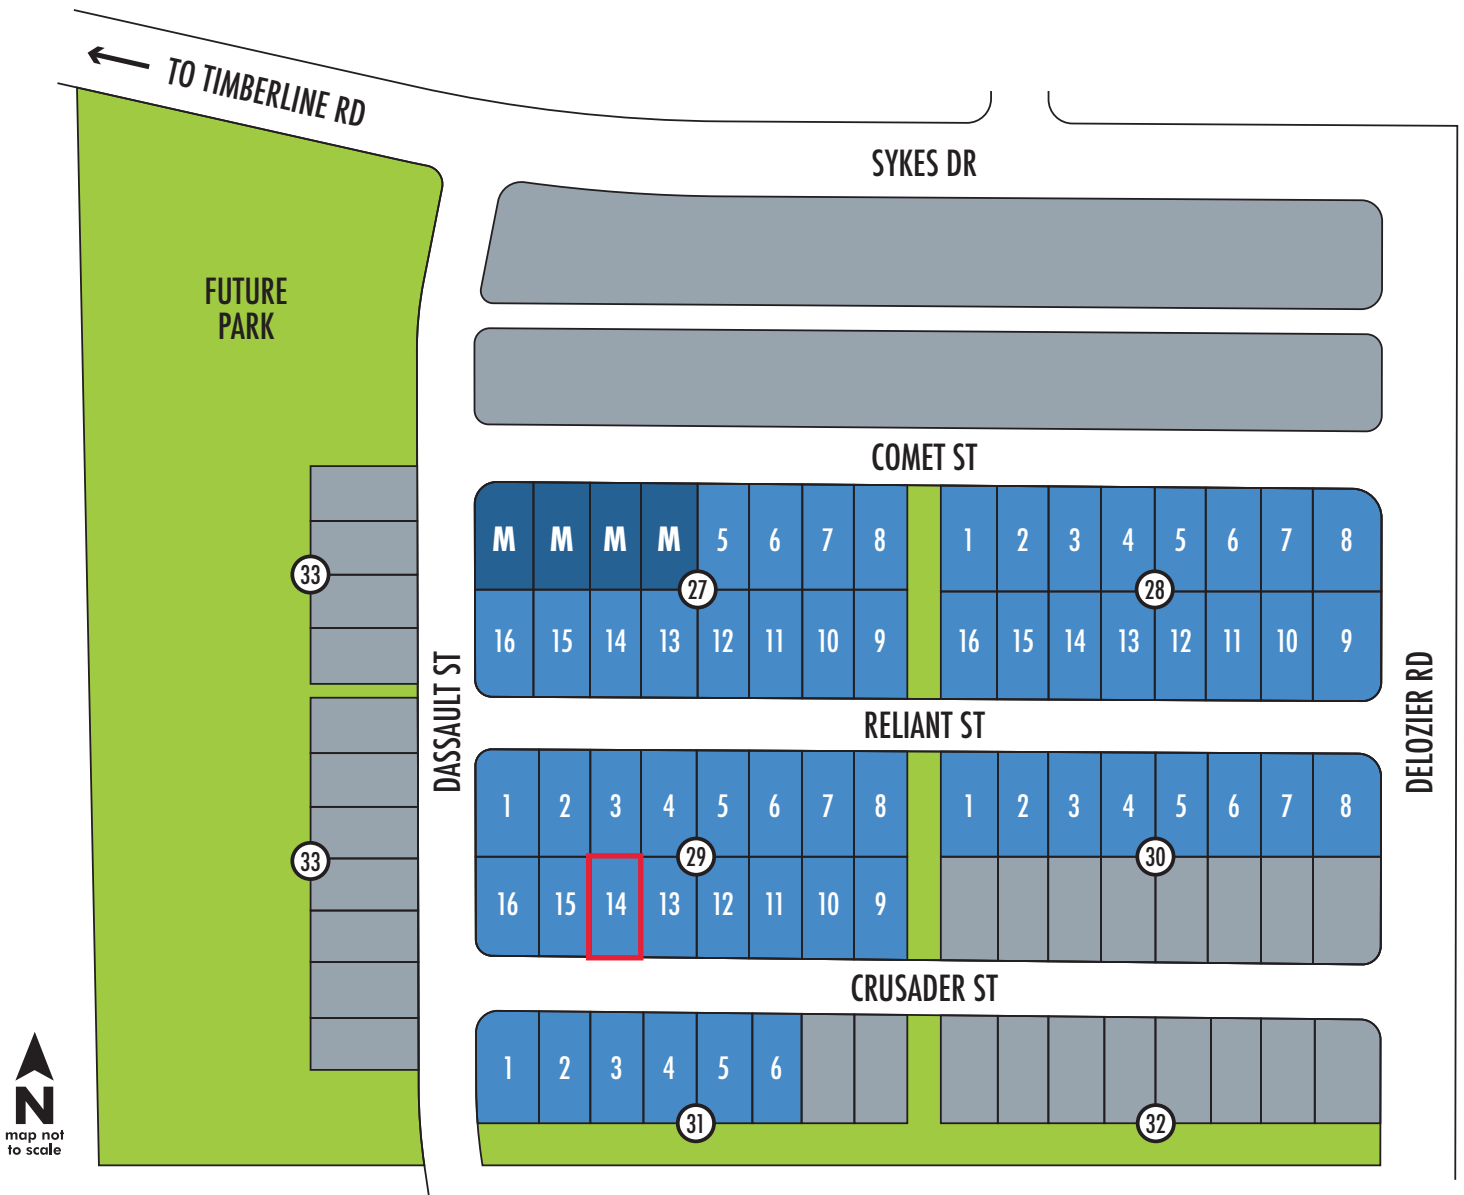 TO TIMBERLINE RD
SYKES DR
FUTURE
PARK
COMET ST
M M M M 5 6 7 8
1 2 3 4 5 6 7 8
33
27
28
16 15 14 13 12 11 10 9
16 15 14 13 12 11 10 9
DASSAULT ST
DELOZIER RD
RELIANT ST
1 2 3 4 5 6 7 8
1 2 3 4 5 6 7 8
33
29
30
16 15 14 13 12 11 10 9
CRUSADER ST
1 2 3 4 5 6
31
32
N
map not
to scale